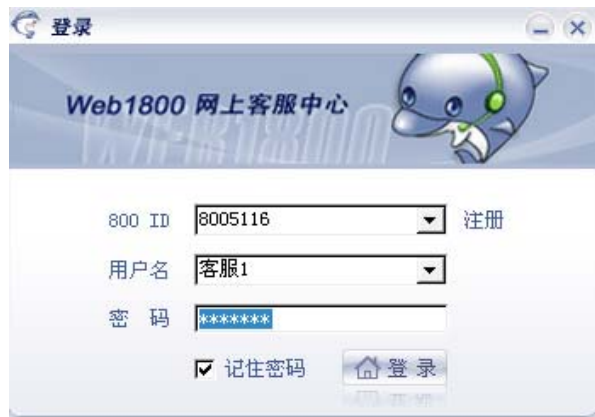 登录
Web1800 网上客服中心
WEB1800
800 ID 8005116 注册
用户名 客服1
密 码 *******
记住密码 登 录